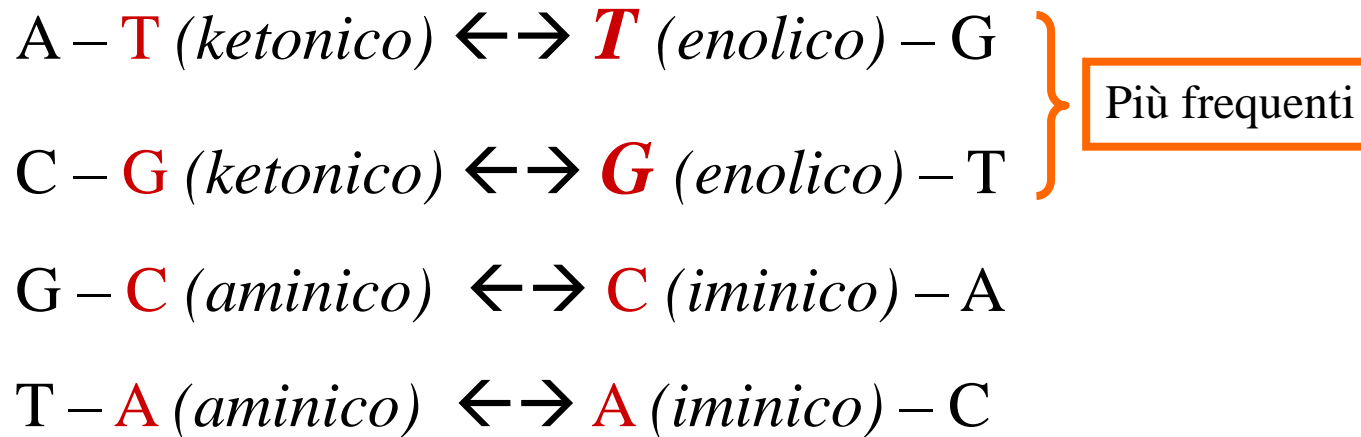 A – T (ketonico) ←→ T (enolico) – G
Più frequenti
C – G (ketonico) ←→ G (enolico) – T
G – C (aminico) ←→ C (iminico) – A
T – A (aminico) ←→ A (iminico) – C